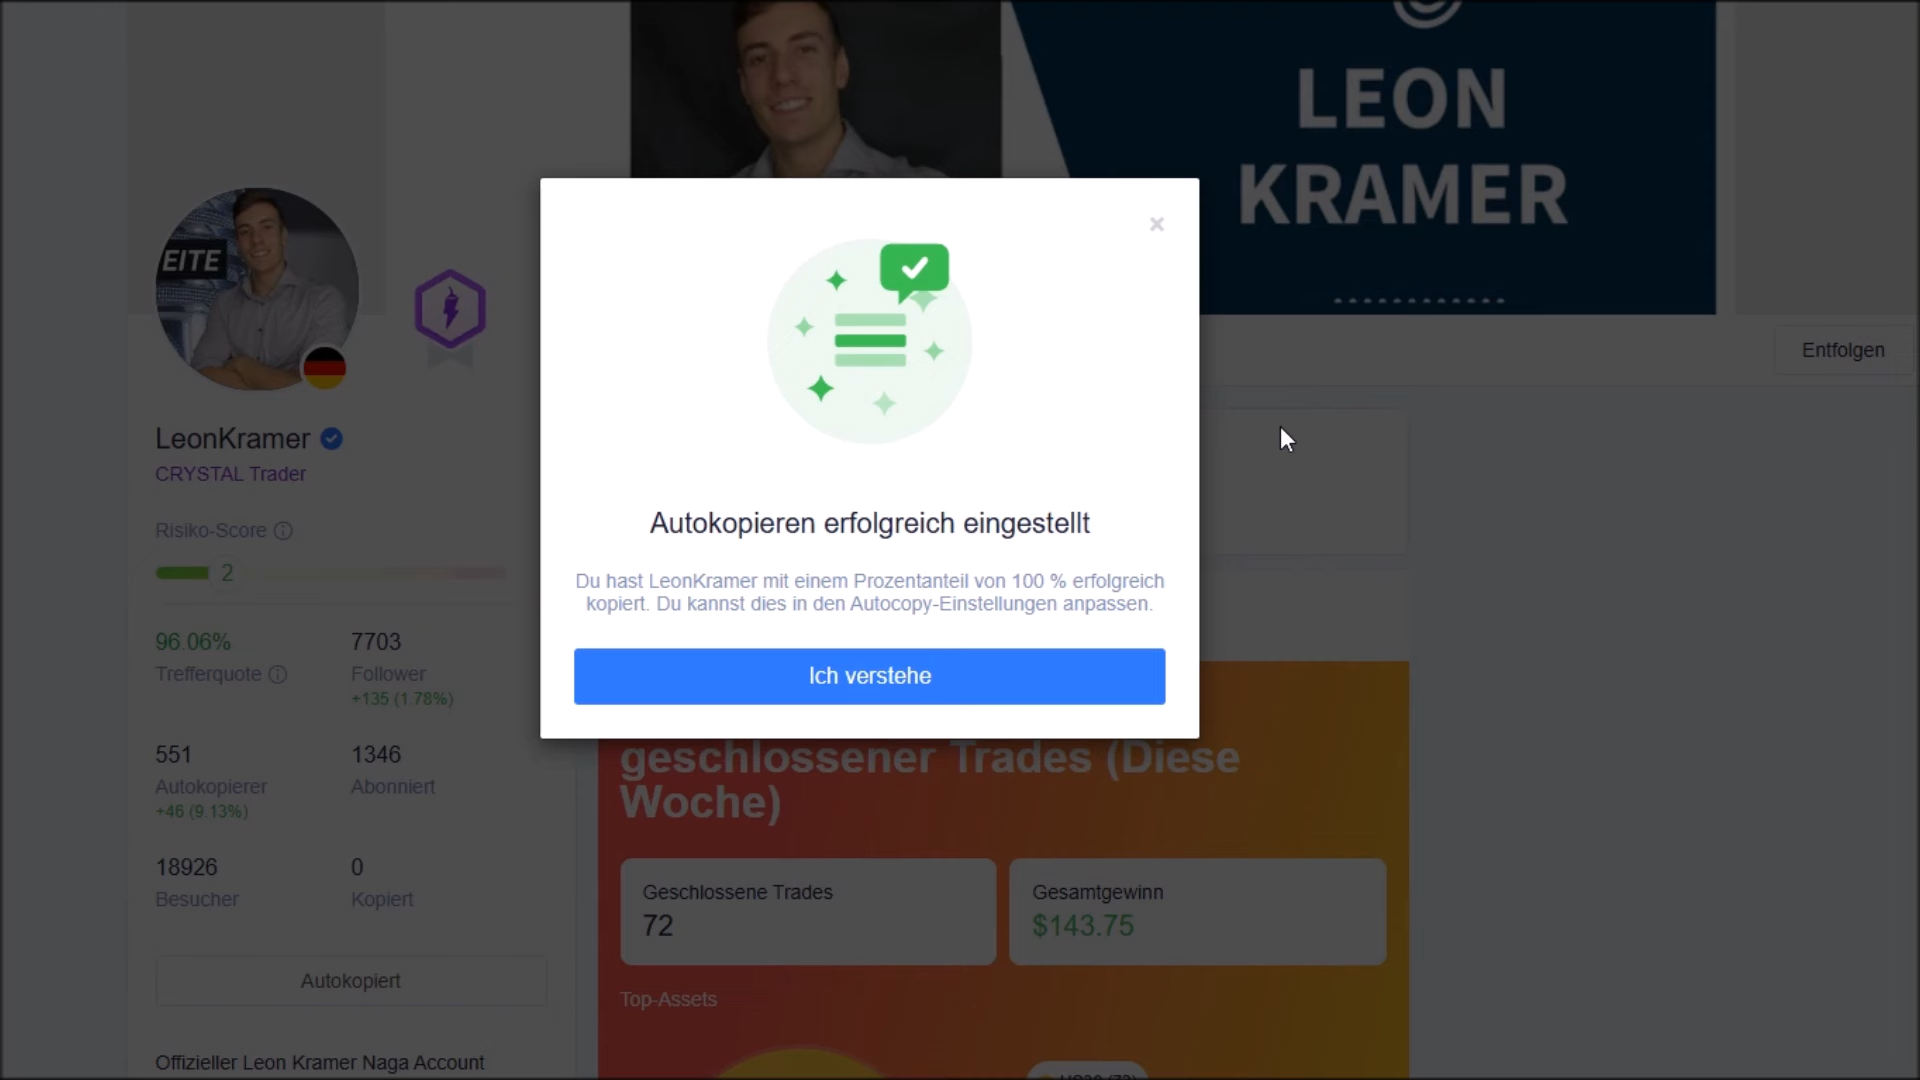 LEON
KRAMER
EITE
Entfolgen
LeonKramer
CRYSTAL Trader
Risiko-Score
2
96.06%
Trefferquote
7703
Follower
+135 (1.78%)
551
Autokopierer
+46 (9.13%)
1346
Abonniert
18926
Besucher
0
Kopiert
Autokopiert
Offizieller Leon Kramer Naga Account
Autokopieren erfolgreich eingestellt
Du hast LeonKramer mit einem Prozentanteil von 100 % erfolgreich
kopiert. Du kannst dies in den Autocopy-Einstellungen anpassen.
Ich verstehe
geschlossener Trades (Diese
Woche)
Geschlossene Trades
72
Gesamtgewinn
$143.75
Top-Assets